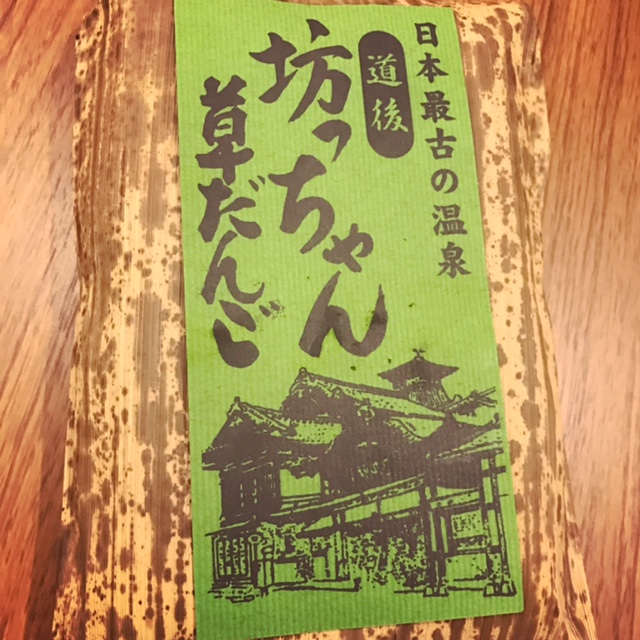 日本最古の温泉
道後
坊っちゃん
草だんご